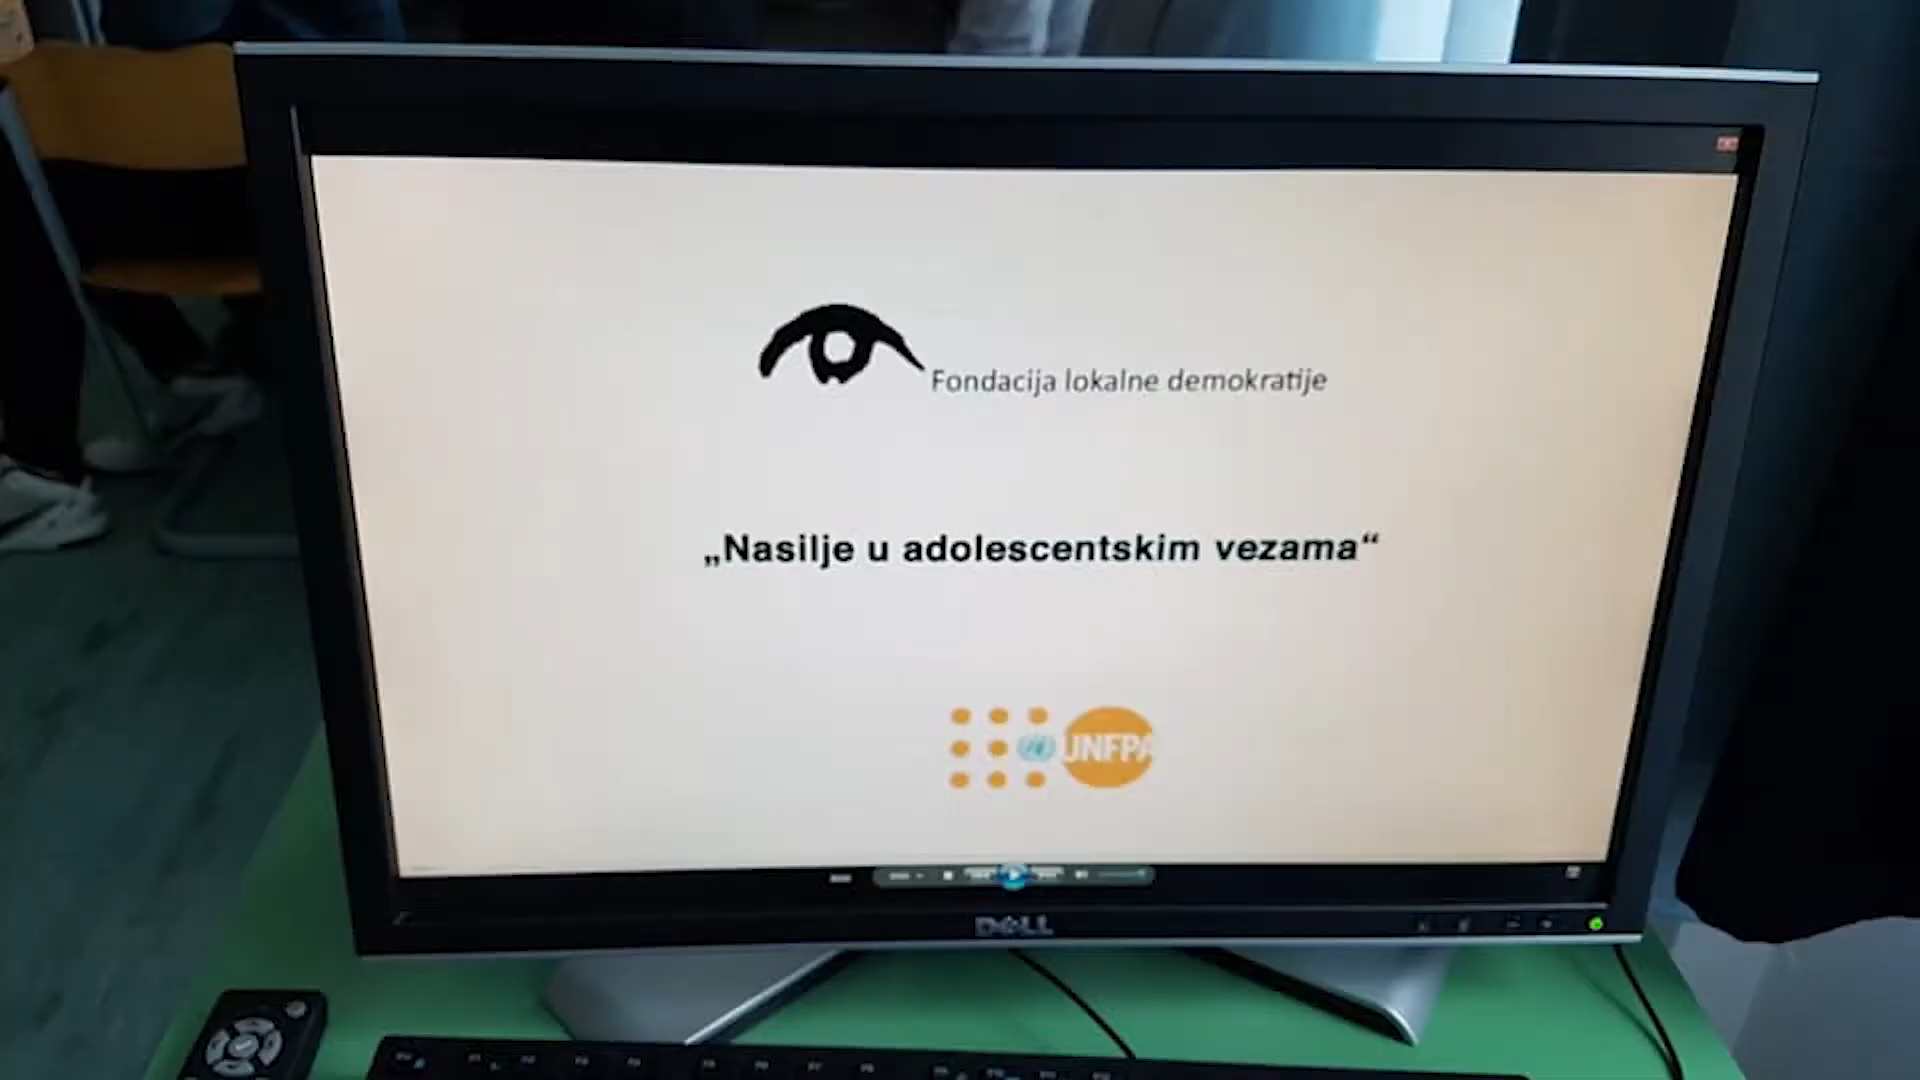 Fondacija lokalne demokratije
„Nasilje u adolescentskim vezama“
UNFPA
DELL